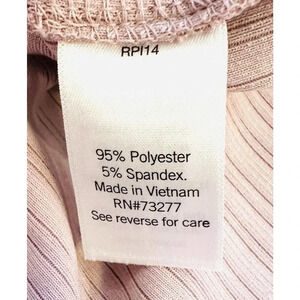 RPI14
95% Polyester
5% Spandex.
Made in Vietnam
RN#73277
See reverse for care